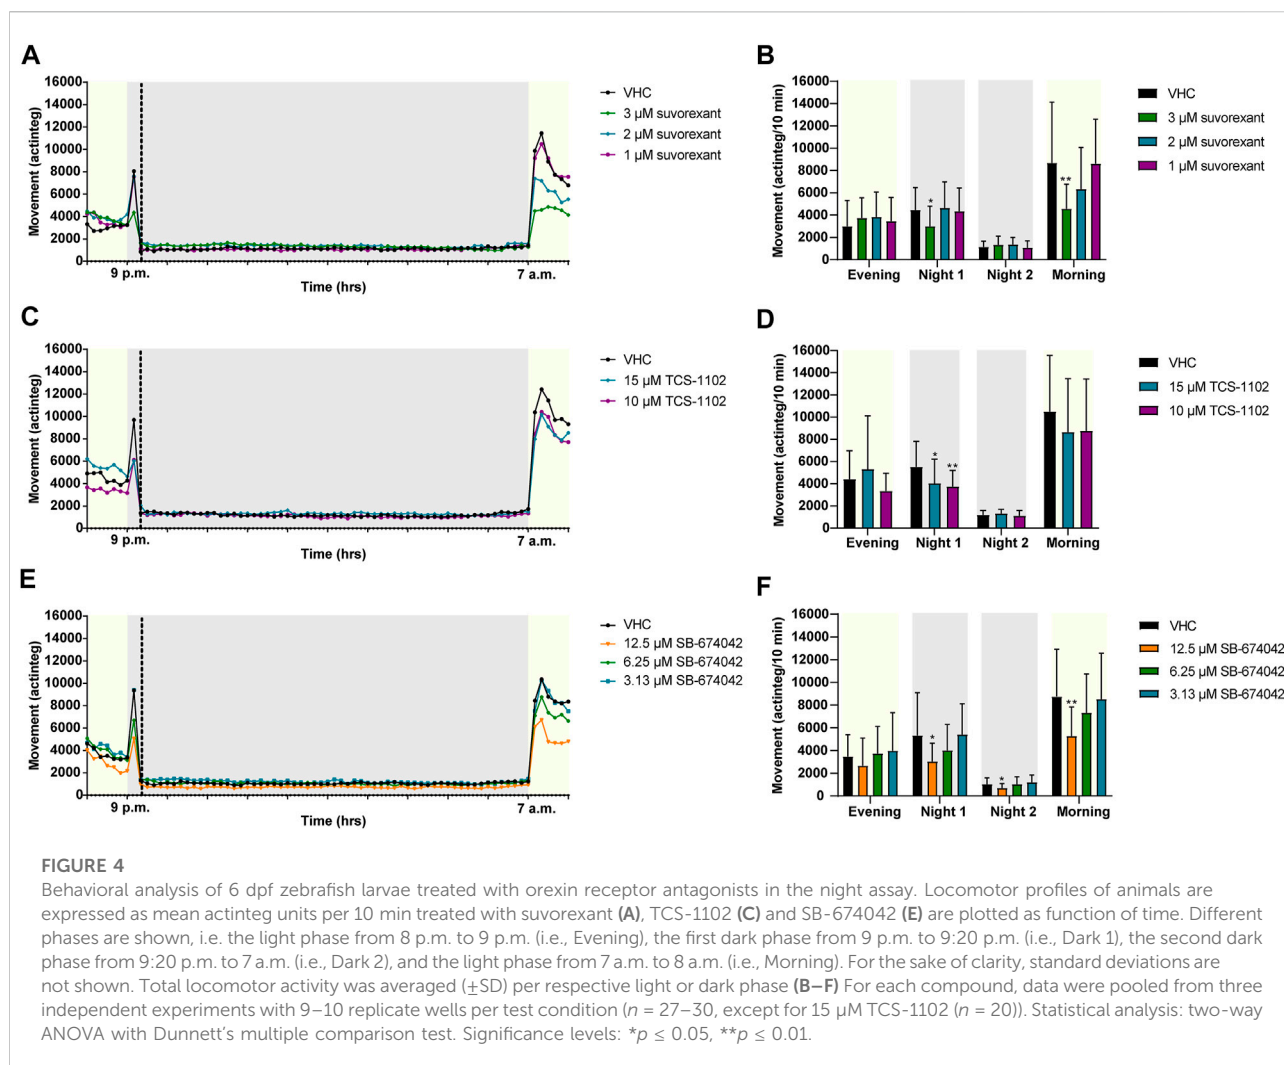 A
16000
14000
12000
10000
8000
6000
4000
2000
0
Movement (actinteg)
9 p.m.
7 a.m.
Time (hrs)
VHC
3 µM suvorexant
2 µM suvorexant
1 µM suvorexant
B
16000
14000
12000
10000
8000
6000
4000
2000
0
Movement (actinteg/10 min)
*
**
Evening
Night 1
Night 2
Morning
VHC
3 µM suvorexant
2 µM suvorexant
1 µM suvorexant
C
16000
14000
12000
10000
8000
6000
4000
2000
0
Movement (actinteg)
9 p.m.
7 a.m.
Time (hrs)
VHC
15 µM TCS-1102
10 µM TCS-1102
D
16000
14000
12000
10000
8000
6000
4000
2000
0
Movement (actinteg/10 min)
*
**
Evening
Night 1
Night 2
Morning
VHC
15 µM TCS-1102
10 µM TCS-1102
E
16000
14000
12000
10000
8000
6000
4000
2000
0
Movement (actinteg)
9 p.m.
7 a.m.
Time (hrs)
VHC
12.5 µM SB-674042
6.25 µM SB-674042
3.13 µM SB-674042
F
16000
14000
12000
10000
8000
6000
4000
2000
0
Movement (actinteg/10 min)
*
*
**
Evening
Night 1
Night 2
Morning
VHC
12.5 µM SB-674042
6.25 µM SB-674042
3.13 µM SB-674042
FIGURE 4
Behavioral analysis of 6 dpf zebrafish larvae treated with orexin receptor antagonists in the night assay. Locomotor profiles of animals are
expressed as mean actinteg units per 10 min treated with suvorexant (A), TCS-1102 (C) and SB-674042 (E) are plotted as function of time. Different
phases are shown, i.e. the light phase from 8 p.m. to 9 p.m. (i.e., Evening), the first dark phase from 9 p.m. to 9:20 p.m. (i.e., Dark 1), the second dark
phase from 9:20 p.m. to 7 a.m. (i.e., Dark 2), and the light phase from 7 a.m. to 8 a.m. (i.e., Morning). For the sake of clarity, standard deviations are
not shown. Total locomotor activity was averaged (±SD) per respective light or dark phase (B–F) For each compound, data were pooled from three
independent experiments with 9–10 replicate wells per test condition (n = 27–30, except for 15 µM TCS-1102 (n = 20)). Statistical analysis: two-way
ANOVA with Dunnett's multiple comparison test. Significance levels: *p ≤ 0.05, **p ≤ 0.01.